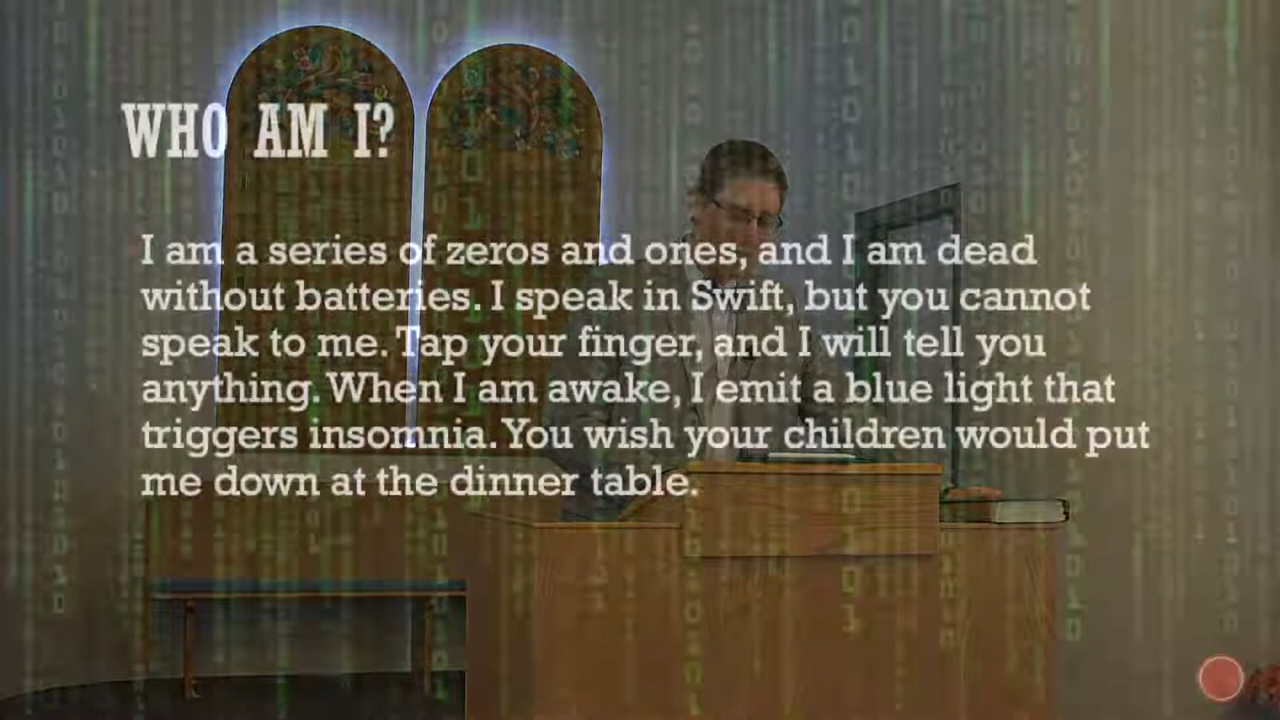 WHO AM I?
I am a series of zeros and ones, and I am dead
without batteries. I speak in Swift, but you cannot
speak to me. Tap your finger, and I will tell you
anything. When I am awake, I emit a blue light that
triggers insomnia. You wish your children would put
me down at the dinner table.